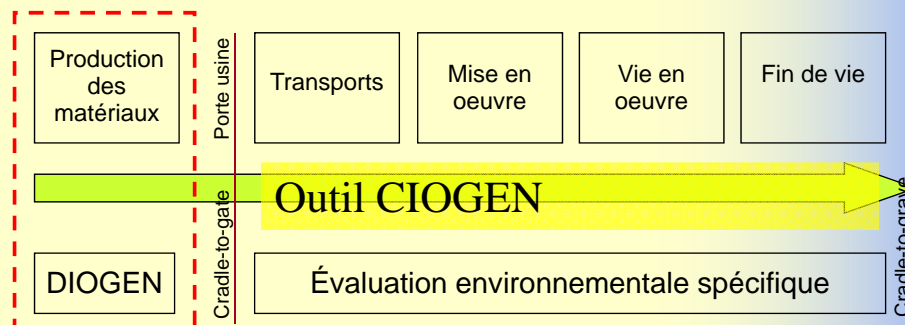 Production
des
matériaux
Porte usine
Transports
Mise en
oeuvre
Vie en
oeuvre
Fin de vie
Outil CIOGEN
Cradle-to-gate
Cradle-to-grave
DIOGEN
Évaluation environnementale spécifique